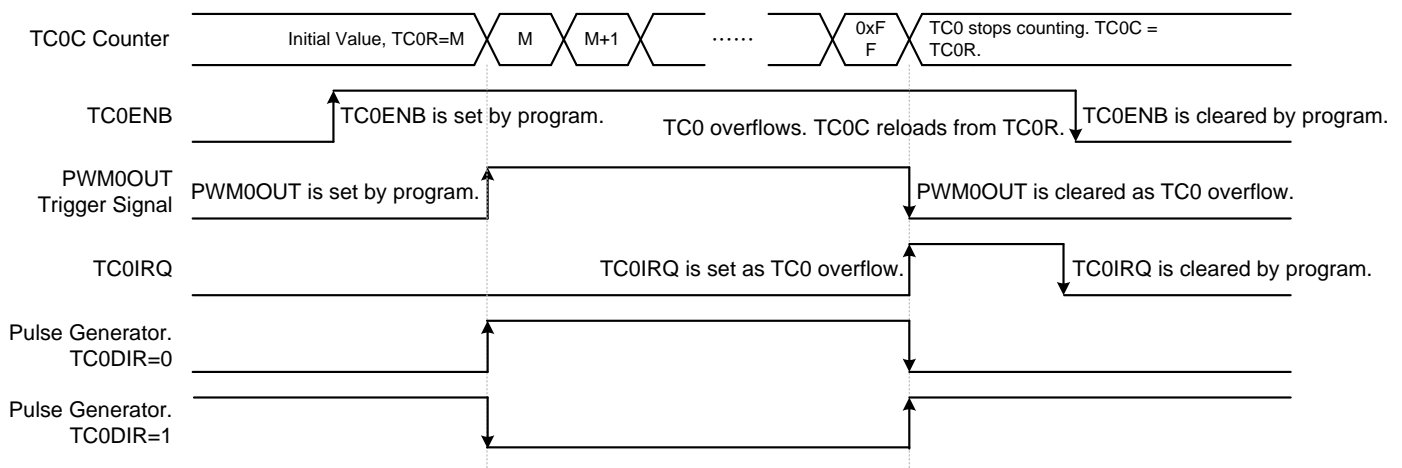 TC0C Counter
Initial Value, TC0R=M
M
M+1
······
0xF
F
TC0 stops counting. TC0C =
TC0R.
TC0ENB
TC0ENB is set by program.
TC0 overflows. TC0C reloads from TC0R.
TC0ENB is cleared by program.
PWM0OUT
Trigger Signal
PWM0OUT is set by program.
PWM0OUT is cleared as TC0 overflow.
TC0IRQ
TC0IRQ is set as TC0 overflow.
TC0IRQ is cleared by program.
Pulse Generator.
TC0DIR=0
Pulse Generator.
TC0DIR=1